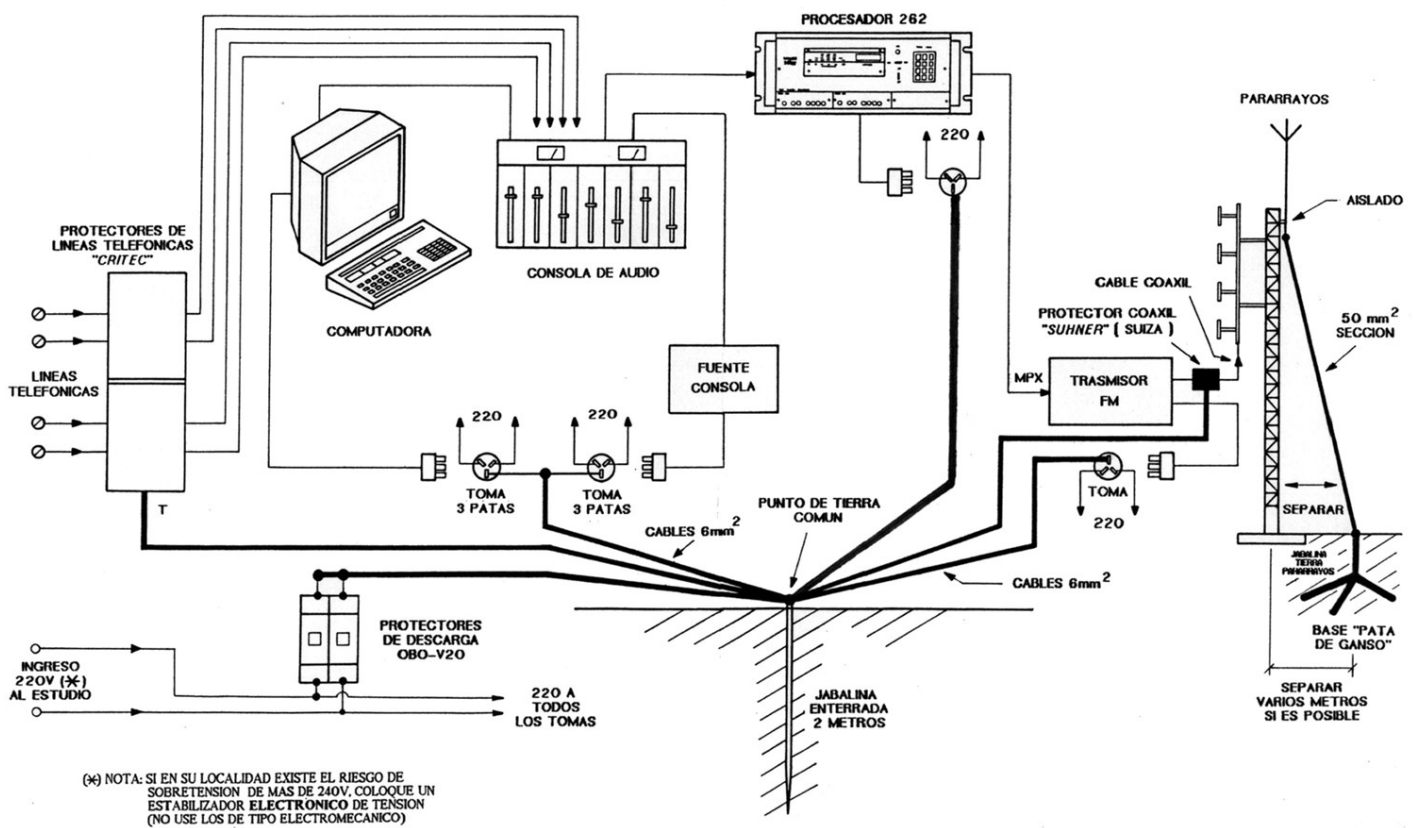 PROCESADOR 262
220
PARARRAYOS
AISLADO
PROTECTORES DE
LINEAS TELEFONICAS
"CRITEC"
CONSOLA DE AUDIO
COMPUTADORA
CABLE COAXIL
PROTECTOR COAXIL
"SUHNER" ( SUIZA )
50 mm²
SECCION
LINEAS
TELEFONICAS
FUENTE
CONSOLA
MPX
TRASMISOR
FM
220
220
TOMA
3 PATAS
TOMA
3 PATAS
TOMA
220
SEPARAR
T
PUNTO DE TIERRA
COMUN
CABLES 6mm²
CABLES 6mm²
JABALINA
TIERRA
PARARRAYOS
PROTECTORES
DE DESCARGA
OBO-V20
BASE "PATA
DE GANSO"
INGRESO
220V (*)
AL ESTUDIO
220 A
TODOS
LOS TOMAS
JABALINA
ENTERRADA
2 METROS
SEPARAR
VARIOS METROS
SI ES POSIBLE
(*) NOTA: SI EN SU LOCALIDAD EXISTE EL RIESGO DE
SOBRETENSION DE MAS DE 240V, COLOQUE UN
ESTABILIZADOR ELECTRÒNICO DE TENSION
(NO USE LOS DE TIPO ELECTROMECANICO)